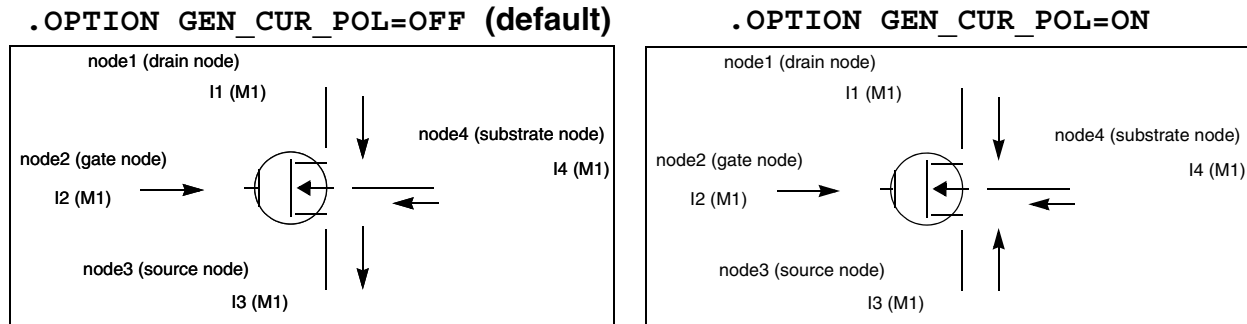 .OPTION GEN_CUR_POL=OFF (default)
node1 (drain node)
I1 (M1)
node4 (substrate node)
node2 (gate node)
I4 (M1)
I2 (M1)
node3 (source node)
I3 (M1)
.OPTION GEN_CUR_POL=ON
node1 (drain node)
I1 (M1)
node4 (substrate node)
node2 (gate node)
I4 (M1)
I2 (M1)
node3 (source node)
I3 (M1)